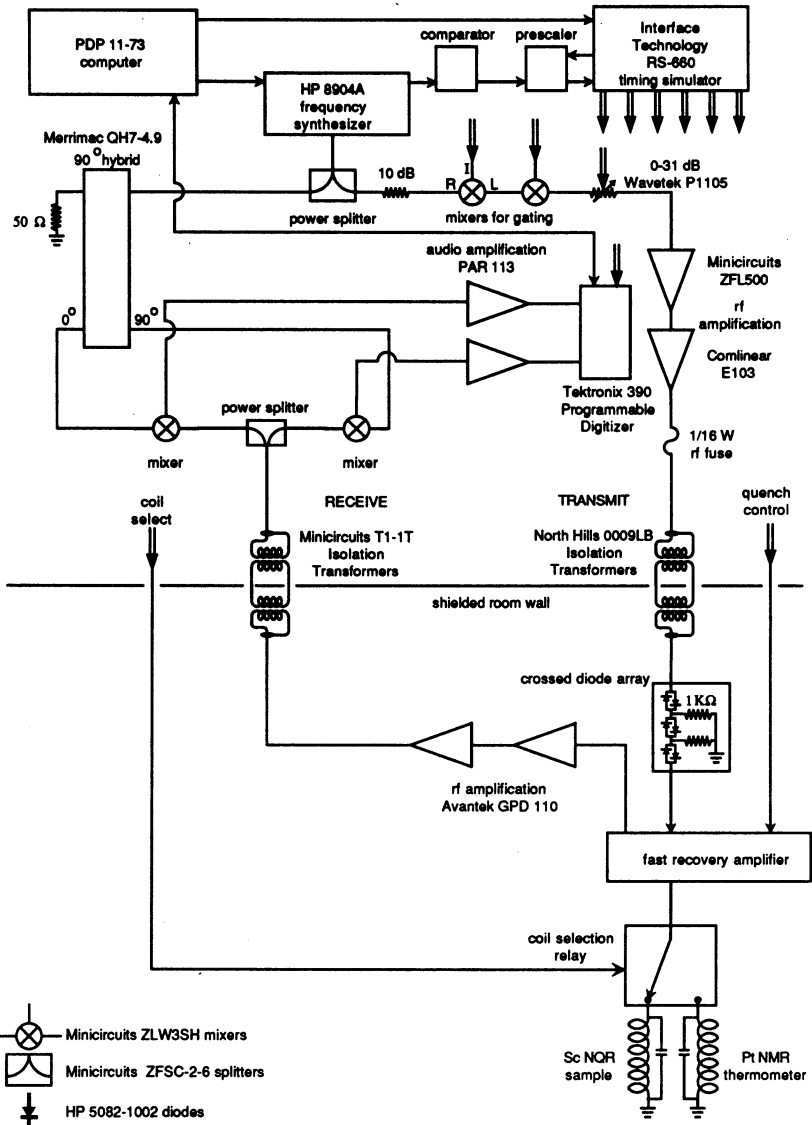 PDP 11-73
computer
comparator
prescaler
Interface
Technology
RS-660
timing simulator
HP 8904A
frequency
synthesizer
Merrimac QH7-4.9
90° hybrid
50 Ω
10 dB
power splitter
I
R
L
mixers for gating
0-31 dB
Wavetek P1105
audio amplification
PAR 113
Minicircuits
ZFL500
rf
amplification
Comlinear
E103
0°
90°
Tektronix 390
Programmable
Digitizer
power splitter
mixer
mixer
1/16 W
rf fuse
coil
select
RECEIVE
TRANSMIT
quench
control
Minicircuits T1-1T
Isolation
Transformers
North Hills 0009LB
Isolation
Transformers
shielded room wall
crossed diode array
1KΩ
rf amplification
Avantek GPD 110
fast recovery amplifier
coil selection
relay
Sc NQR
sample
Pt NMR
thermometer
Minicircuits ZLW3SH mixers
Minicircuits ZFSC-2-6 splitters
HP 5082-1002 diodes